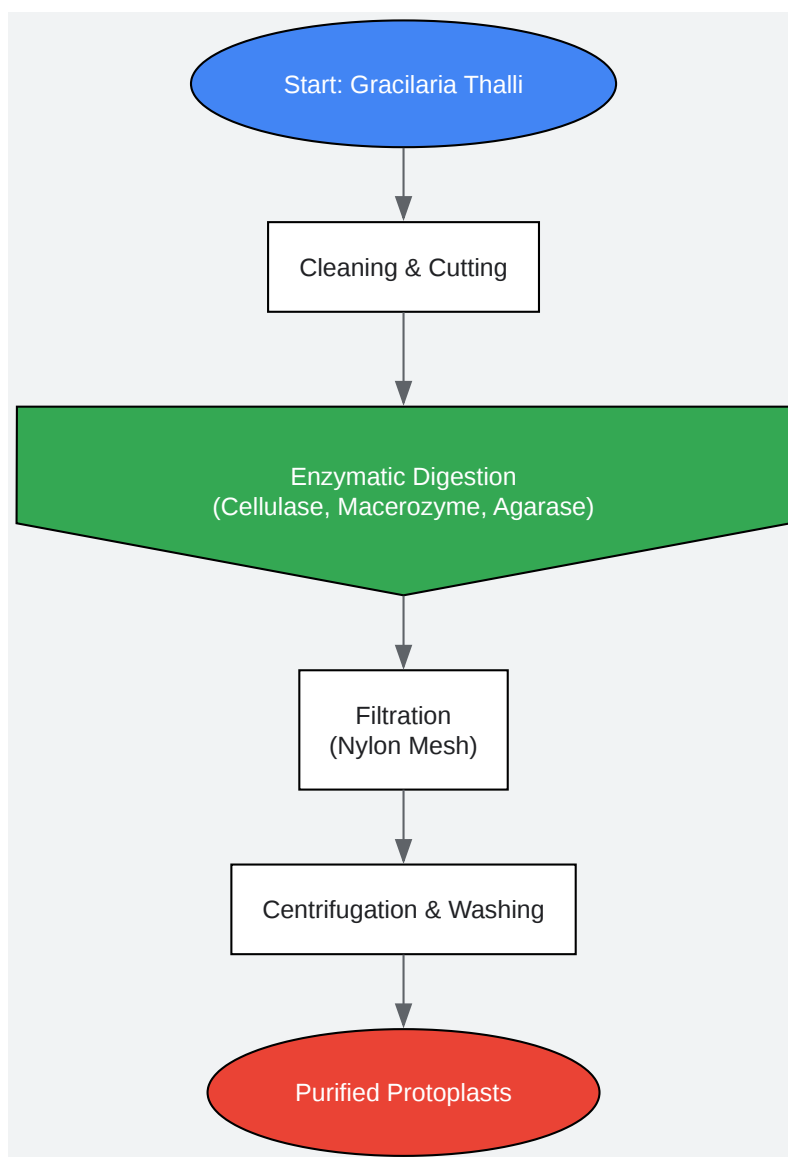 Start: Gracilaria Thalli
Cleaning & Cutting
Enzymatic Digestion
(Cellulase, Macerozyme, Agarase)
Filtration
(Nylon Mesh)
Centrifugation & Washing
Purified Protoplasts